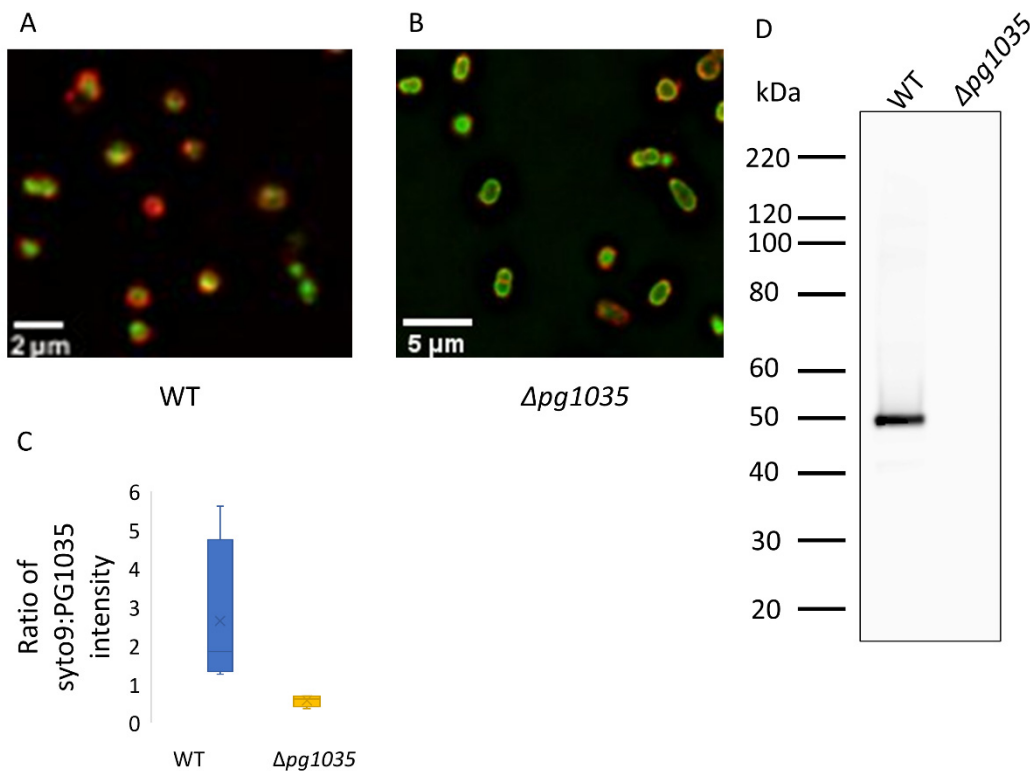 A
2 µm
WT
B
5 µm
Δpg1035
C
Ratio of
syto9:PG1035
intensity
6
5
4
3
2
1
0
WT
Δpg1035
D
kDa
WT
Δpg1035
220
120
100
80
60
50
40
30
20